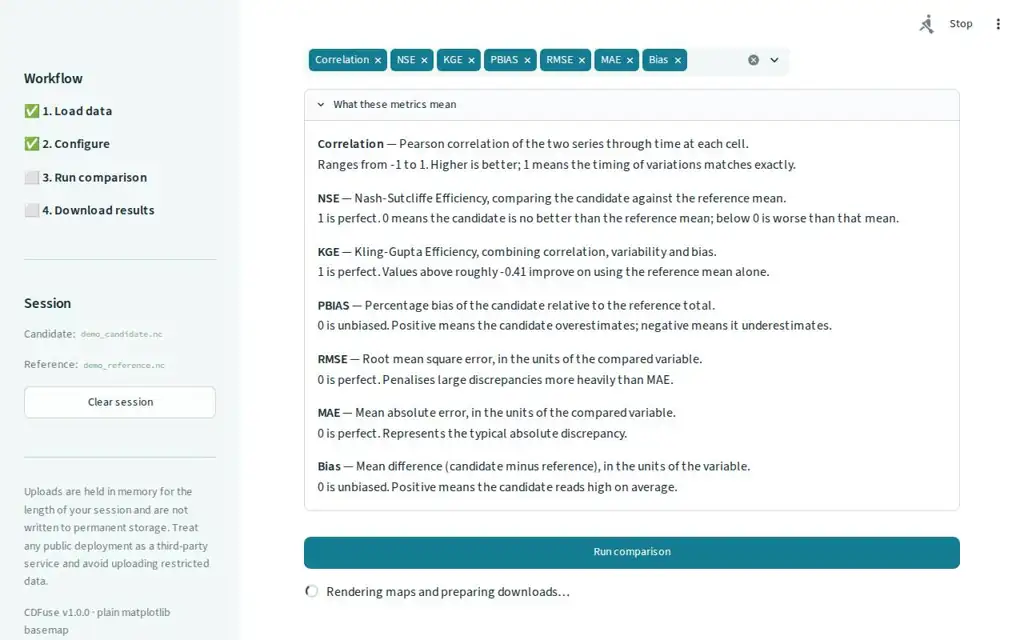 Stop
Workflow
✅ 1. Load data
✅ 2. Configure
⬜ 3. Run comparison
⬜ 4. Download results
Session
Candidate: demo_candidate.nc
Reference: demo_reference.nc
Clear session
Uploads are held in memory for the
length of your session and are not
written to permanent storage. Treat
any public deployment as a third-party
service and avoid uploading restricted
data.
CDFuse v1.0.0 · plain matplotlib
basemap
Correlation × NSE × KGE × PBIAS × RMSE × MAE × Bias ×
What these metrics mean
Correlation — Pearson correlation of the two series through time at each cell.
Ranges from -1 to 1. Higher is better; 1 means the timing of variations matches exactly.
NSE — Nash-Sutcliffe Efficiency, comparing the candidate against the reference mean.
1 is perfect. 0 means the candidate is no better than the reference mean; below 0 is worse than that mean.
KGE — Kling-Gupta Efficiency, combining correlation, variability and bias.
1 is perfect. Values above roughly -0.41 improve on using the reference mean alone.
PBIAS — Percentage bias of the candidate relative to the reference total.
0 is unbiased. Positive means the candidate overestimates; negative means it underestimates.
RMSE — Root mean square error, in the units of the compared variable.
0 is perfect. Penalises large discrepancies more heavily than MAE.
MAE — Mean absolute error, in the units of the compared variable.
0 is perfect. Represents the typical absolute discrepancy.
Bias — Mean difference (candidate minus reference), in the units of the variable.
0 is unbiased. Positive means the candidate reads high on average.
Run comparison
Rendering maps and preparing downloads...